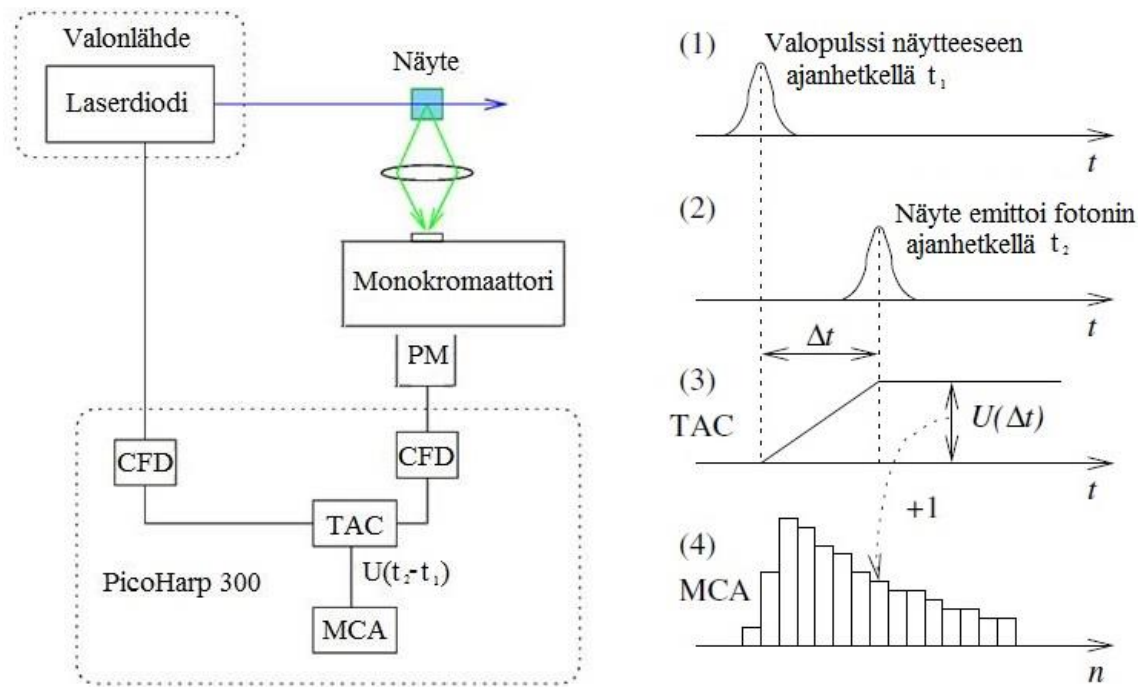 Valonlähde
Laserdiodi
Näyte
Monokromaattori
PM
CFD
CFD
TAC
U(t₂-t₁)
PicoHarp 300
MCA
(1)
Valopulssi näytteeseen
ajanhetkellä t₁
t
(2)
Näyte emittoi fotonin
ajanhetkellä t₂
t
Δt
(3)
TAC
U(Δt)
t
+1
(4)
MCA
n